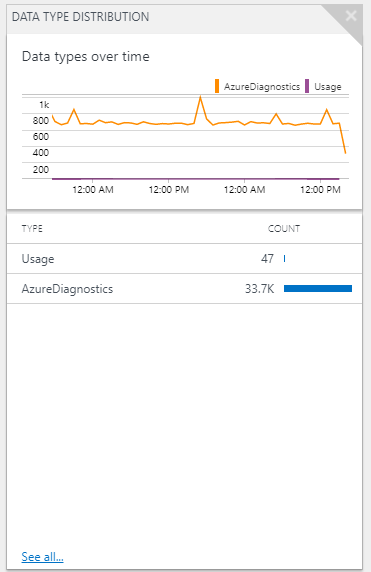 DATA TYPE DISTRIBUTION
Data types over time
AzureDiagnostics Usage
1k
800
600
400
200
12:00 AM 12:00 PM 12:00 AM 12:00 PM
TYPE COUNT
Usage 47
AzureDiagnostics 33.7K
See all...